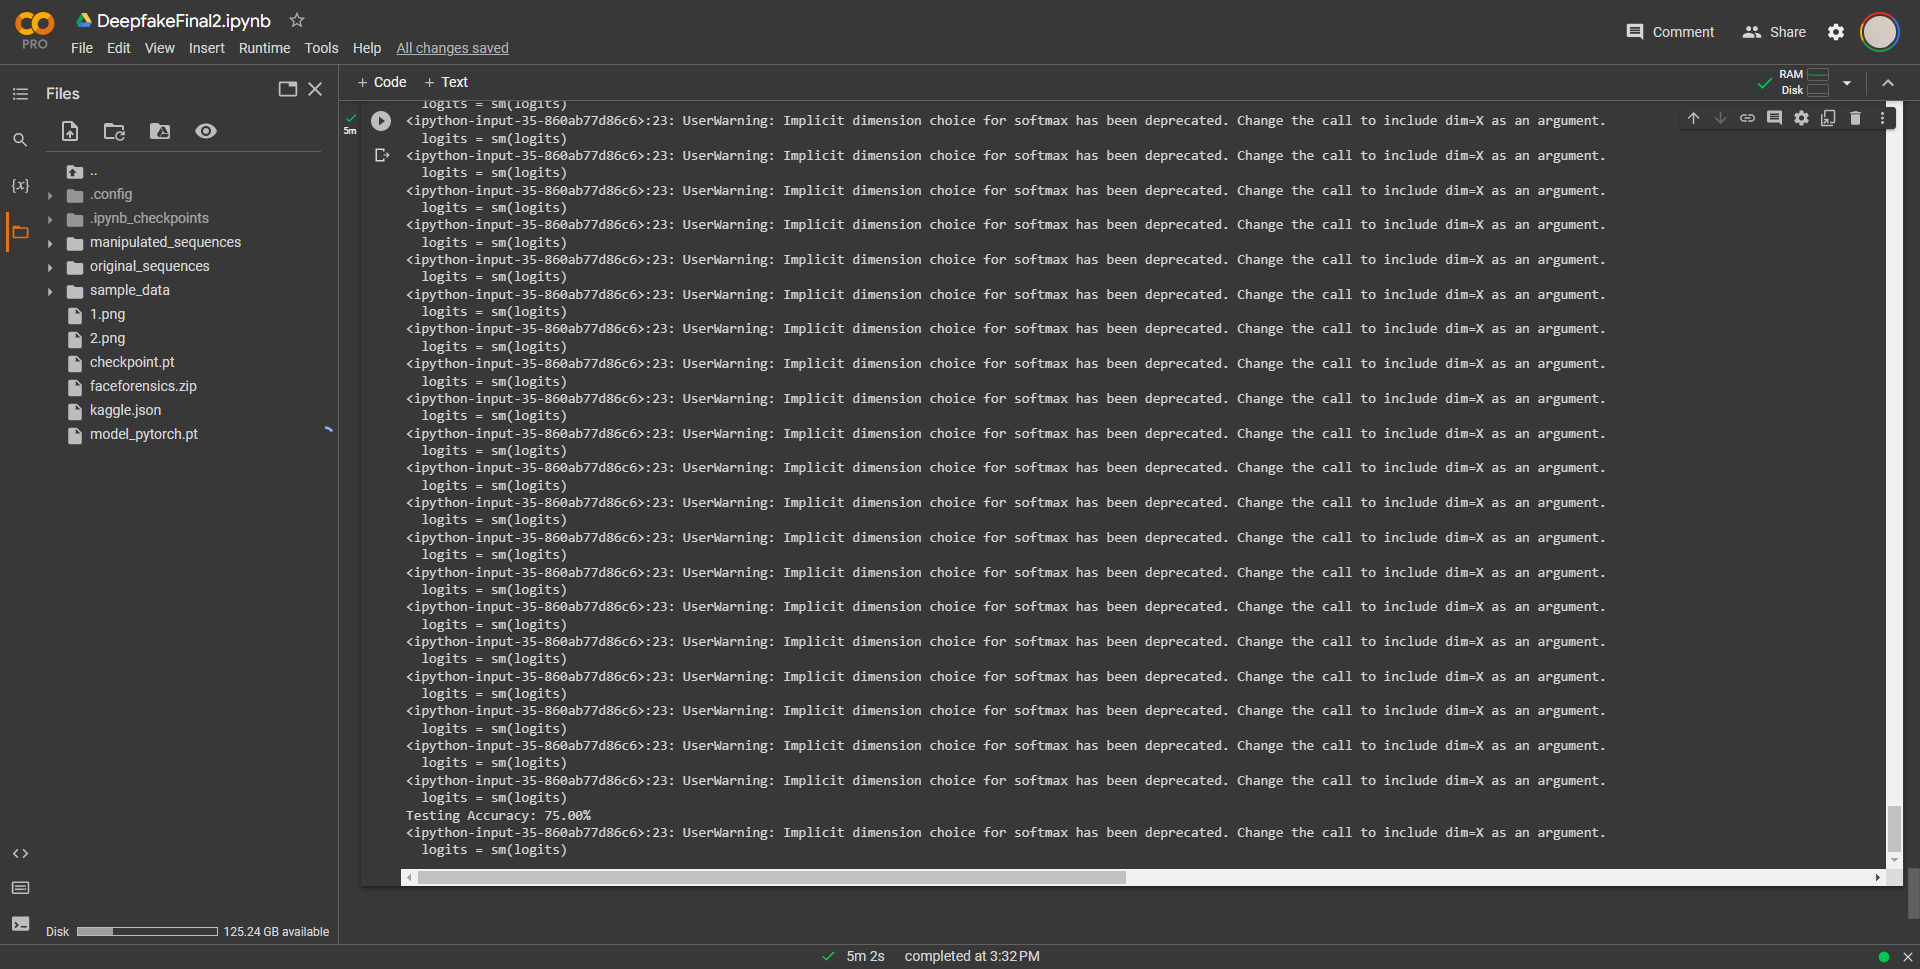 DeepfakeFinal2.ipynb
PRO
File Edit View Insert Runtime Tools Help All changes saved
Comment
Share
Files
+ Code + Text
RAM
Disk
..
.config
.ipynb_checkpoints
manipulated_sequences
original_sequences
sample_data
1.png
2.png
checkpoint.pt
faceforensics.zip
kaggle.json
model_pytorch.pt
{x}
5m
logits = sm(logits)
<ipython-input-35-860ab77d86c6>:23: UserWarning: Implicit dimension choice for softmax has been deprecated. Change the call to include dim=X as an argument.
logits = sm(logits)
<ipython-input-35-860ab77d86c6>:23: UserWarning: Implicit dimension choice for softmax has been deprecated. Change the call to include dim=X as an argument.
logits = sm(logits)
<ipython-input-35-860ab77d86c6>:23: UserWarning: Implicit dimension choice for softmax has been deprecated. Change the call to include dim=X as an argument.
logits = sm(logits)
<ipython-input-35-860ab77d86c6>:23: UserWarning: Implicit dimension choice for softmax has been deprecated. Change the call to include dim=X as an argument.
logits = sm(logits)
<ipython-input-35-860ab77d86c6>:23: UserWarning: Implicit dimension choice for softmax has been deprecated. Change the call to include dim=X as an argument.
logits = sm(logits)
<ipython-input-35-860ab77d86c6>:23: UserWarning: Implicit dimension choice for softmax has been deprecated. Change the call to include dim=X as an argument.
logits = sm(logits)
<ipython-input-35-860ab77d86c6>:23: UserWarning: Implicit dimension choice for softmax has been deprecated. Change the call to include dim=X as an argument.
logits = sm(logits)
<ipython-input-35-860ab77d86c6>:23: UserWarning: Implicit dimension choice for softmax has been deprecated. Change the call to include dim=X as an argument.
logits = sm(logits)
<ipython-input-35-860ab77d86c6>:23: UserWarning: Implicit dimension choice for softmax has been deprecated. Change the call to include dim=X as an argument.
logits = sm(logits)
<ipython-input-35-860ab77d86c6>:23: UserWarning: Implicit dimension choice for softmax has been deprecated. Change the call to include dim=X as an argument.
logits = sm(logits)
<ipython-input-35-860ab77d86c6>:23: UserWarning: Implicit dimension choice for softmax has been deprecated. Change the call to include dim=X as an argument.
logits = sm(logits)
<ipython-input-35-860ab77d86c6>:23: UserWarning: Implicit dimension choice for softmax has been deprecated. Change the call to include dim=X as an argument.
logits = sm(logits)
<ipython-input-35-860ab77d86c6>:23: UserWarning: Implicit dimension choice for softmax has been deprecated. Change the call to include dim=X as an argument.
logits = sm(logits)
<ipython-input-35-860ab77d86c6>:23: UserWarning: Implicit dimension choice for softmax has been deprecated. Change the call to include dim=X as an argument.
logits = sm(logits)
<ipython-input-35-860ab77d86c6>:23: UserWarning: Implicit dimension choice for softmax has been deprecated. Change the call to include dim=X as an argument.
logits = sm(logits)
<ipython-input-35-860ab77d86c6>:23: UserWarning: Implicit dimension choice for softmax has been deprecated. Change the call to include dim=X as an argument.
logits = sm(logits)
<ipython-input-35-860ab77d86c6>:23: UserWarning: Implicit dimension choice for softmax has been deprecated. Change the call to include dim=X as an argument.
logits = sm(logits)
<ipython-input-35-860ab77d86c6>:23: UserWarning: Implicit dimension choice for softmax has been deprecated. Change the call to include dim=X as an argument.
logits = sm(logits)
<ipython-input-35-860ab77d86c6>:23: UserWarning: Implicit dimension choice for softmax has been deprecated. Change the call to include dim=X as an argument.
logits = sm(logits)
<ipython-input-35-860ab77d86c6>:23: UserWarning: Implicit dimension choice for softmax has been deprecated. Change the call to include dim=X as an argument.
logits = sm(logits)
Testing Accuracy: 75.00%
<ipython-input-35-860ab77d86c6>:23: UserWarning: Implicit dimension choice for softmax has been deprecated. Change the call to include dim=X as an argument.
logits = sm(logits)
Disk 125.24 GB available
5m 2s completed at 3:32 PM